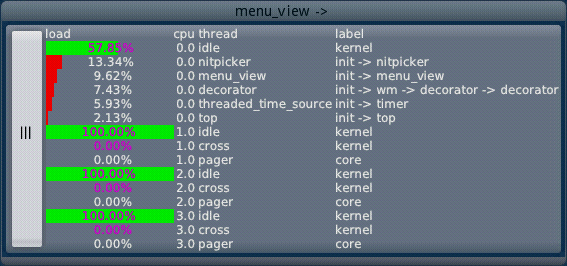 menu_view ->
load cpu thread label
57.85% 0.0 idle kernel
13.34% 0.0 nitpicker init -> nitpicker
9.62% 0.0 menu_view init -> menu_view
7.43% 0.0 decorator init -> wm -> decorator -> decorator
5.93% 0.0 threaded_time_source init -> timer
2.13% 0.0 top init -> top
100.00% 1.0 idle kernel
0.00% 1.0 cross kernel
0.00% 1.0 pager core
100.00% 2.0 idle kernel
0.00% 2.0 cross kernel
0.00% 2.0 pager core
100.00% 3.0 idle kernel
0.00% 3.0 cross kernel
0.00% 3.0 pager core